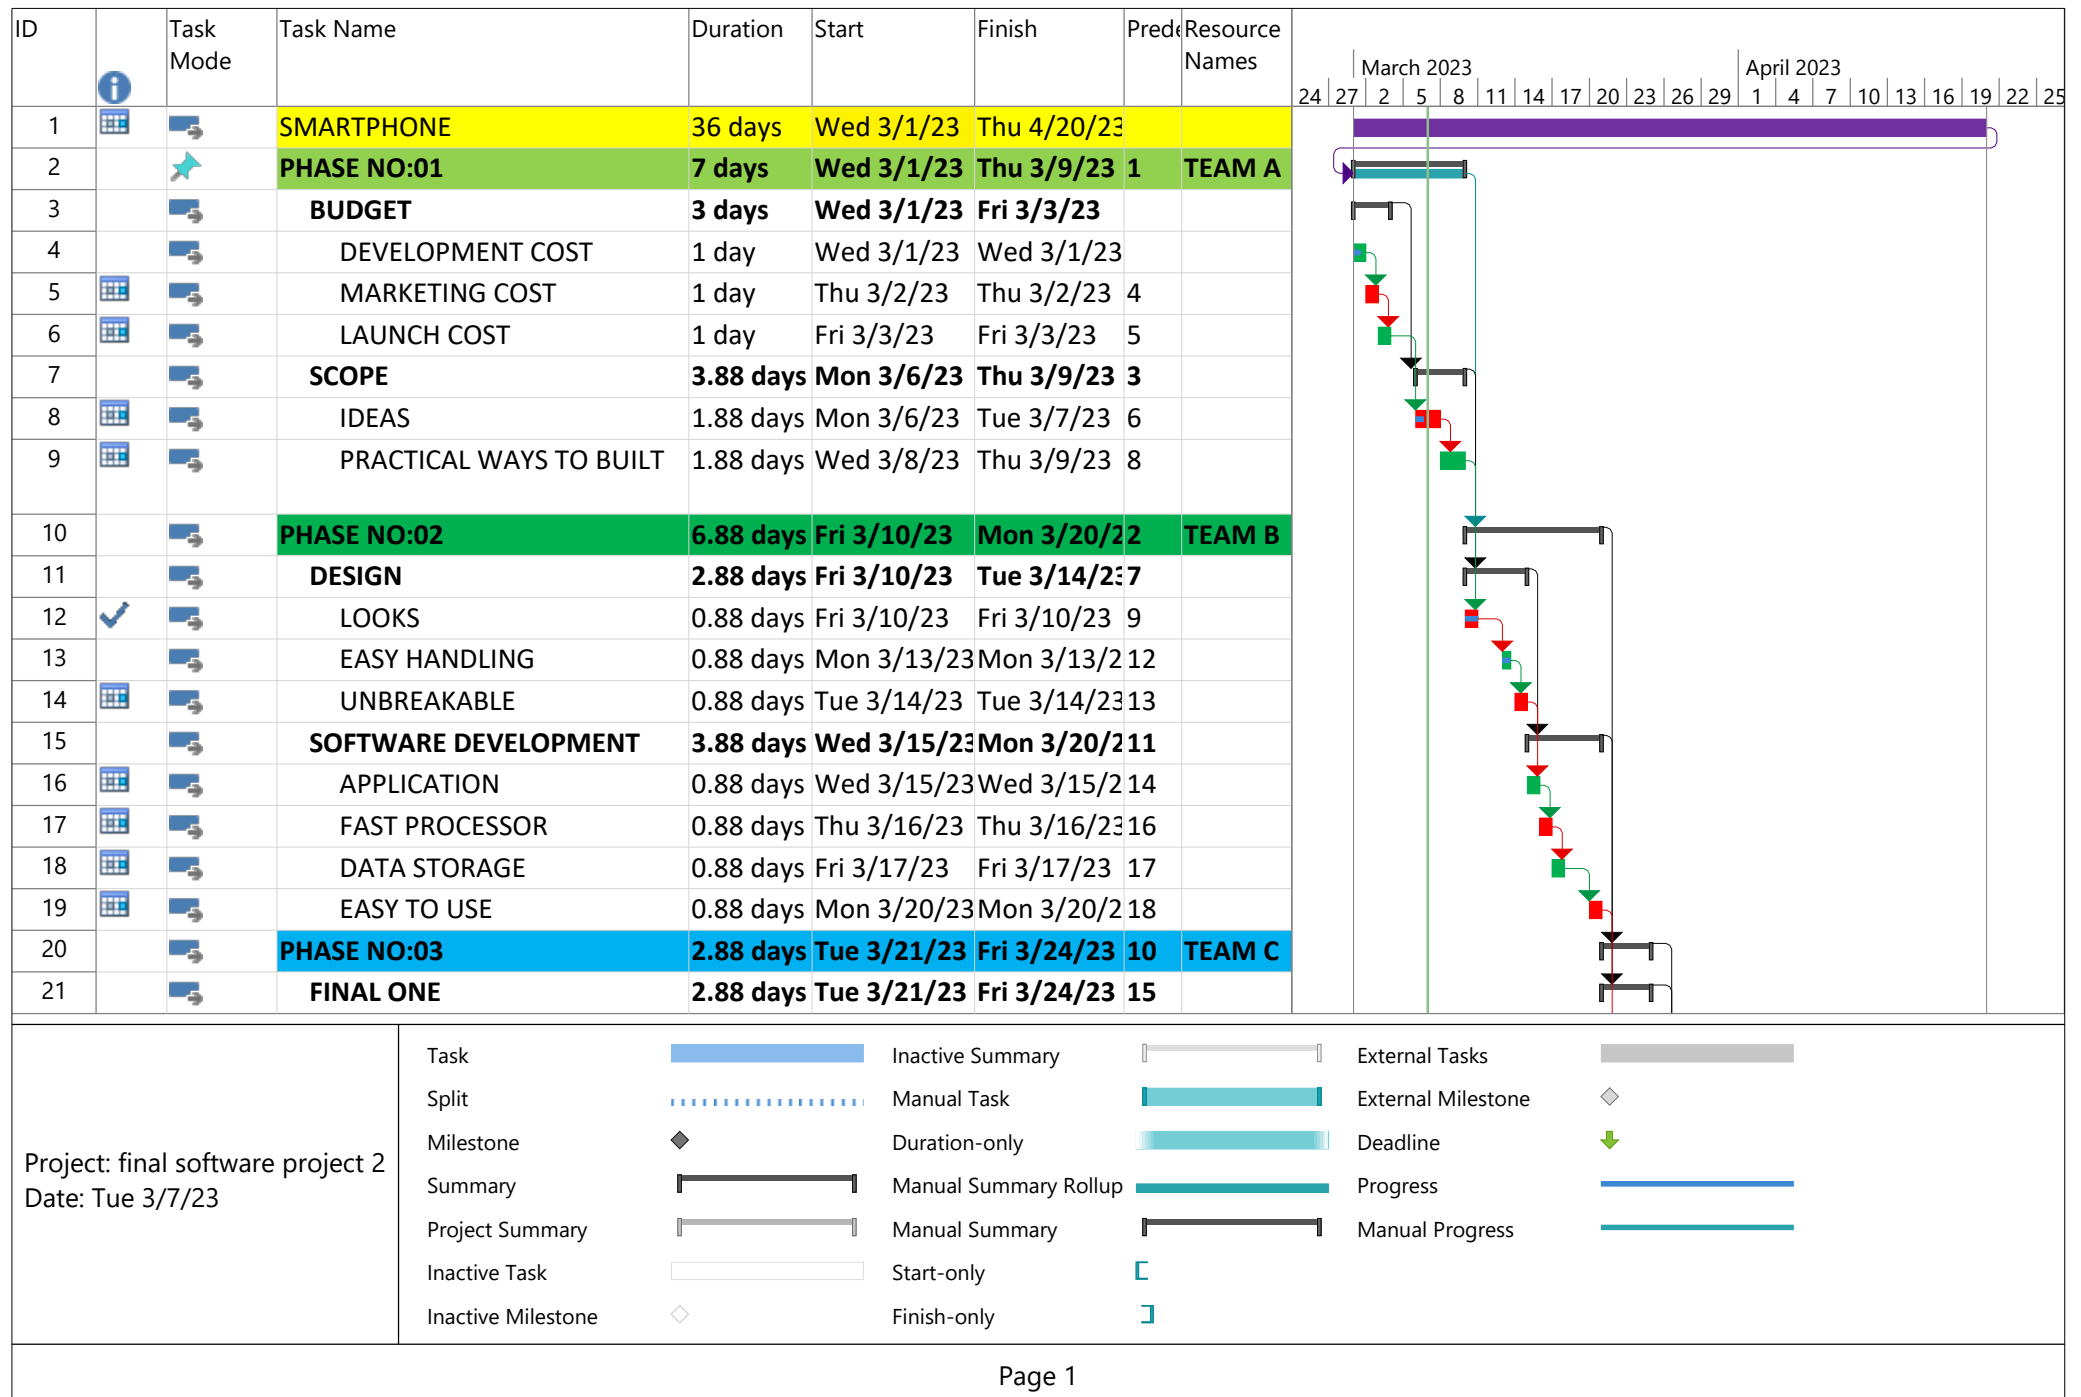 ID Task Mode Task Name Duration Start Finish Prede Resource Names
March 2023 April 2023
24 27 2 5 8 11 14 17 20 23 26 29 1 4 7 10 13 16 19 22 25
1 SMARTPHONE 36 days Wed 3/1/23 Thu 4/20/23
2 PHASE NO:01 7 days Wed 3/1/23 Thu 3/9/23 1 TEAM A
3 BUDGET 3 days Wed 3/1/23 Fri 3/3/23
4 DEVELOPMENT COST 1 day Wed 3/1/23 Wed 3/1/23
5 MARKETING COST 1 day Thu 3/2/23 Thu 3/2/23 4
6 LAUNCH COST 1 day Fri 3/3/23 Fri 3/3/23 5
7 SCOPE 3.88 days Mon 3/6/23 Thu 3/9/23 3
8 IDEAS 1.88 days Mon 3/6/23 Tue 3/7/23 6
9 PRACTICAL WAYS TO BUILT 1.88 days Wed 3/8/23 Thu 3/9/23 8
10 PHASE NO:02 6.88 days Fri 3/10/23 Mon 3/20/2 2 TEAM B
11 DESIGN 2.88 days Fri 3/10/23 Tue 3/14/23 7
12 LOOKS 0.88 days Fri 3/10/23 Fri 3/10/23 9
13 EASY HANDLING 0.88 days Mon 3/13/23 Mon 3/13/2 12
14 UNBREAKABLE 0.88 days Tue 3/14/23 Tue 3/14/23 13
15 SOFTWARE DEVELOPMENT 3.88 days Wed 3/15/23 Mon 3/20/2 11
16 APPLICATION 0.88 days Wed 3/15/23 Wed 3/15/2 14
17 FAST PROCESSOR 0.88 days Thu 3/16/23 Thu 3/16/23 16
18 DATA STORAGE 0.88 days Fri 3/17/23 Fri 3/17/23 17
19 EASY TO USE 0.88 days Mon 3/20/23 Mon 3/20/2 18
20 PHASE NO:03 2.88 days Tue 3/21/23 Fri 3/24/23 10 TEAM C
21 FINAL ONE 2.88 days Tue 3/21/23 Fri 3/24/23 15
Project: final software project 2
Date: Tue 3/7/23
Task Inactive Summary External Tasks
Split Manual Task External Milestone
Milestone Duration-only Deadline
Summary Manual Summary Rollup Progress
Project Summary Manual Summary Manual Progress
Inactive Task Start-only
Inactive Milestone Finish-only
Page 1